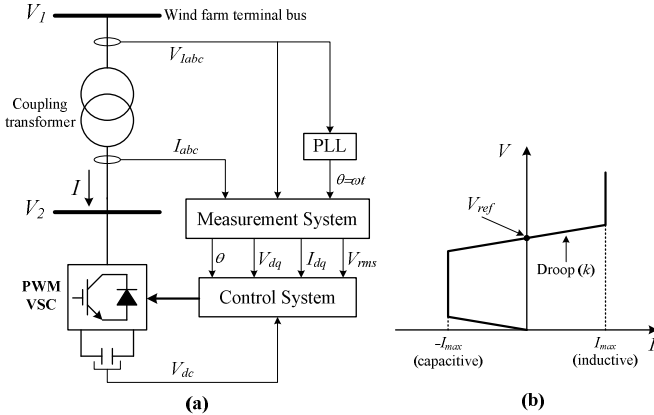 V1
Wind farm terminal bus
VIabc
Coupling
transformer
PLL
Iabc
θ=ωt
I
V2
Measurement System
θ
Vdq
Idq
Vrms
PWM
VSC
Control System
Vdc
(a)
V
Vref
Droop (k)
I
-Imax
(capacitive)
Imax
(inductive)
(b)